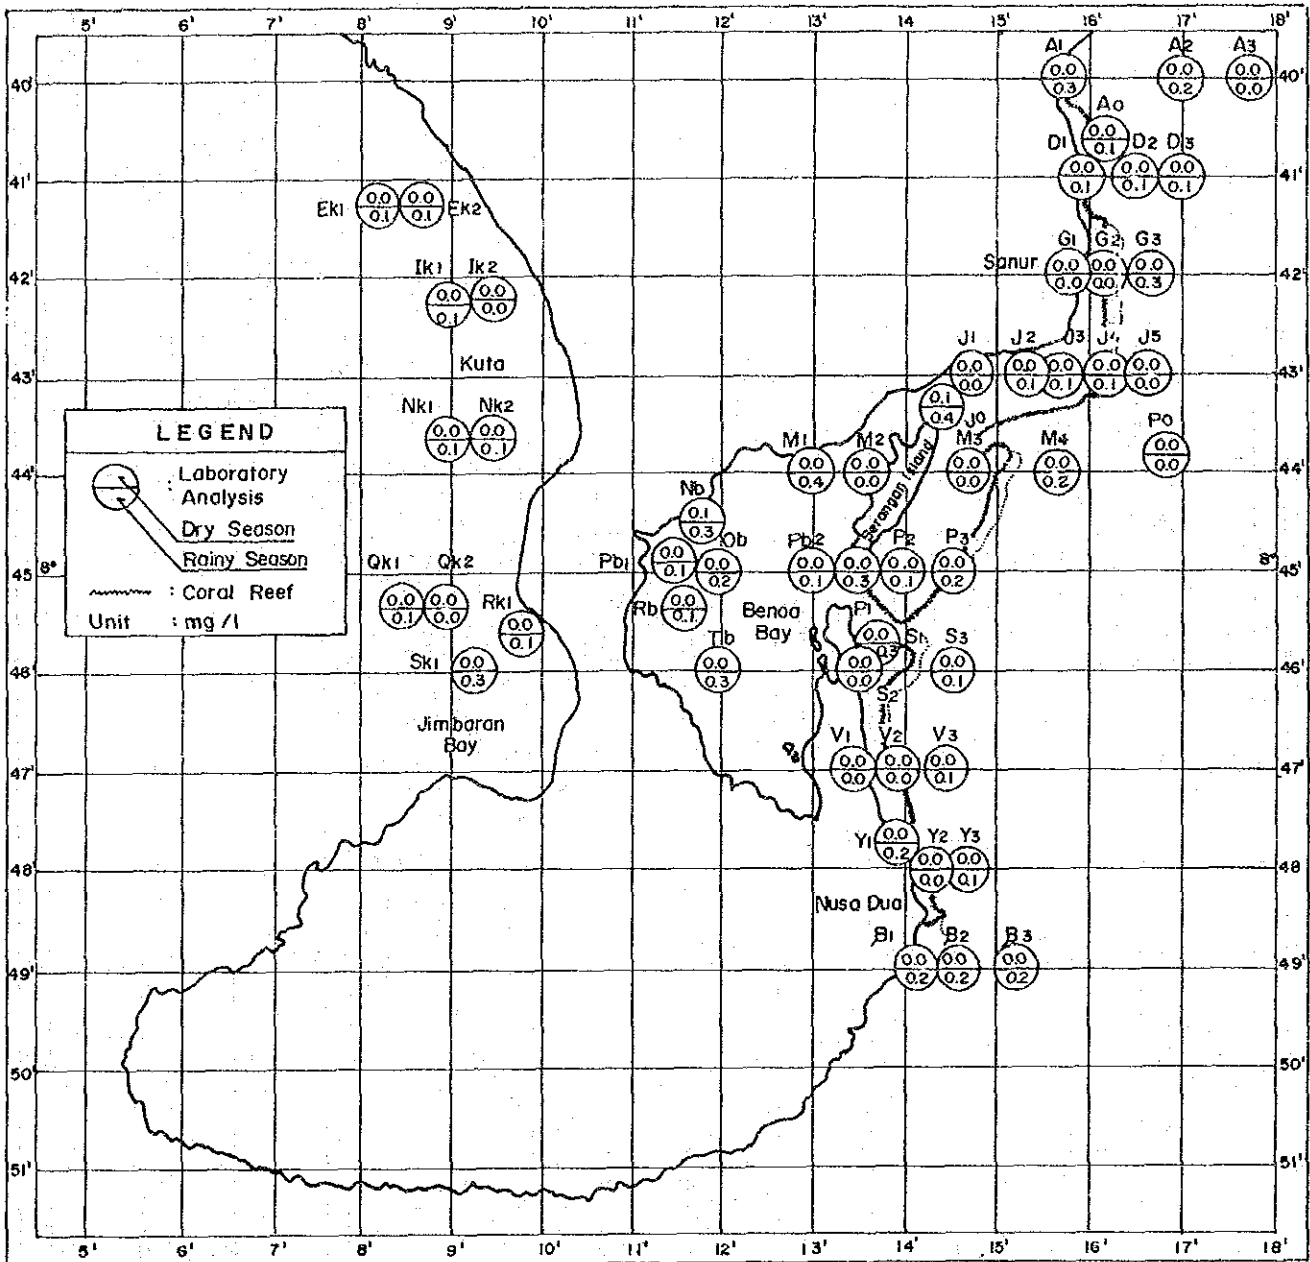 5' 6' 7' 8' 9' 10' 11' 12' 13' 14' 15' 16' 17' 18'
A1 A2 A3
40' 0.0 0.0 0.0 40'
0.3 0.2 0.0
A0
0.0
0.1
D1 D2 D3
0.0 0.0 0.0
41' 0.1 0.1 0.1 41'
Ek1 0.0 0.0 Ek2
0.1 0.1
G1 G2 G3
Sanur 0.0 0.0 0.0
0.0 0.0 0.3
42' 42'
Ik1 Ik2
0.0 0.0
0.1 0.0
Kuta
J1 J2 J3 J4 J5
0.0 0.0 0.0 0.0 0.0
43' 0.0 0.1 0.1 0.1 0.0 43'
0.1
0.4
J0
Nk1 Nk2
0.0 0.0
0.1 0.1
LEGEND
: Laboratory
Analysis
Dry Season
Rainy Season
: Coral Reef
Unit : mg/l
M1 M2 M3 M4 P0
0.0 0.0 0.0 0.0 0.0
44' 0.4 0.0 0.0 0.2 0.0 44'
Serangan Island
Nb
0.1
0.3
Pb1 Ob Pb2 P2 P3
0.0 0.0 0.0 0.0 0.0 0.0
0.1 0.2 0.1 0.3 0.1 0.2
45' 8° 8° 45'
Qk1 Qk2
0.0 0.0
0.1 0.0
Rk1
0.0
0.1
Rb 0.0
0.1
Benoa
Bay
P1
0.0 S1 S3
0.3
Sk1 0.0
0.3
Tb
0.0 0.0 0.0
46' 0.3 0.0 0.1 46'
S2
Jimbaran
Bay
V1 V2 V3
0.0 0.0 0.0
47' 0.0 0.0 0.1 47'
Y1 0.0 Y2 Y3
0.2 0.0 0.0
48' 0.0 0.1 48'
Nusa Dua
B1 B2 B3
0.0 0.0 0.0
49' 0.2 0.2 0.2 49'
50' 50'
51' 51'
5' 6' 7' 8' 9' 10' 11' 12' 13' 14' 15' 16' 17' 18'